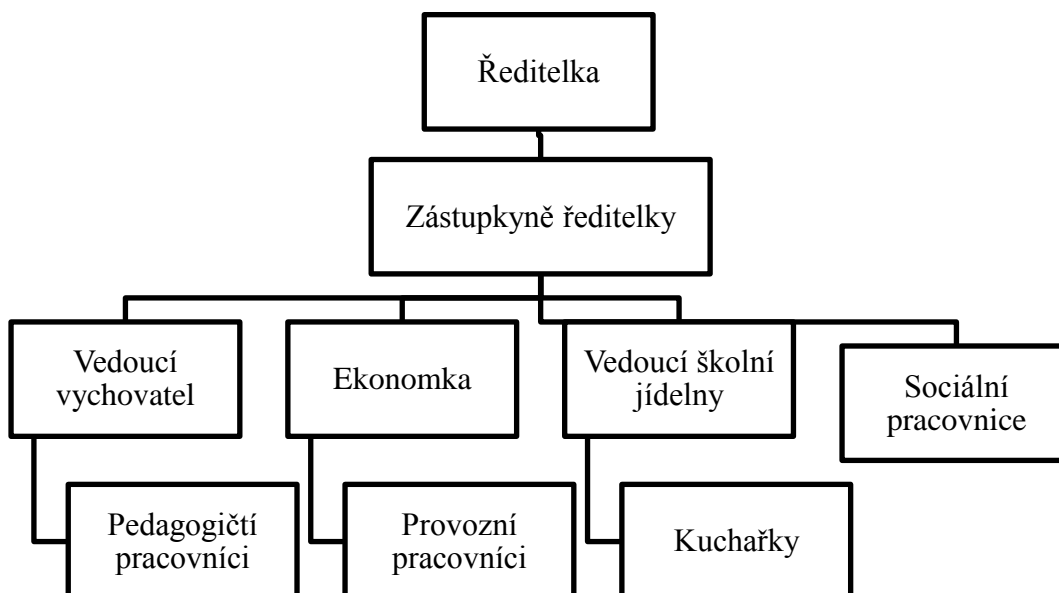 Ředitelka
Zástupkyně ředitelky
Vedoucí
vychovatel
Ekonomka
Vedoucí školní
jídelny
Sociální
pracovnice
Pedagogičtí
pracovníci
Provozní
pracovníci
Kuchařky